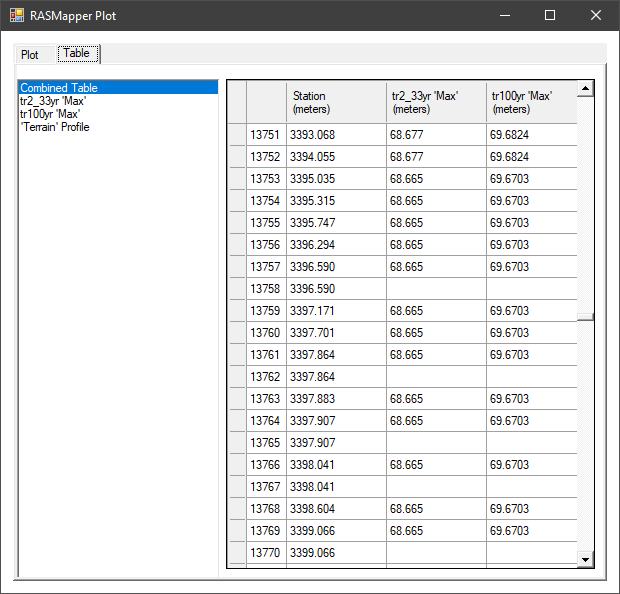 RASMapper Plot
Plot Table
Combined Table
tr2_33yr 'Max'
tr100yr 'Max'
'Terrain' Profile
Station (meters) tr2_33yr 'Max' (meters) tr100yr 'Max' (meters)
13751 3393.068 68.677 69.6824
13752 3394.055 68.677 69.6824
13753 3395.035 68.665 69.6703
13754 3395.315 68.665 69.6703
13755 3395.747 68.665 69.6703
13756 3396.294 68.665 69.6703
13757 3396.590 68.665 69.6703
13758 3396.590
13759 3397.171 68.665 69.6703
13760 3397.701 68.665 69.6703
13761 3397.864 68.665 69.6703
13762 3397.864
13763 3397.883 68.665 69.6703
13764 3397.907 68.665 69.6703
13765 3397.907
13766 3398.041 68.665 69.6703
13767 3398.041
13768 3398.604 68.665 69.6703
13769 3399.066 68.665 69.6703
13770 3399.066